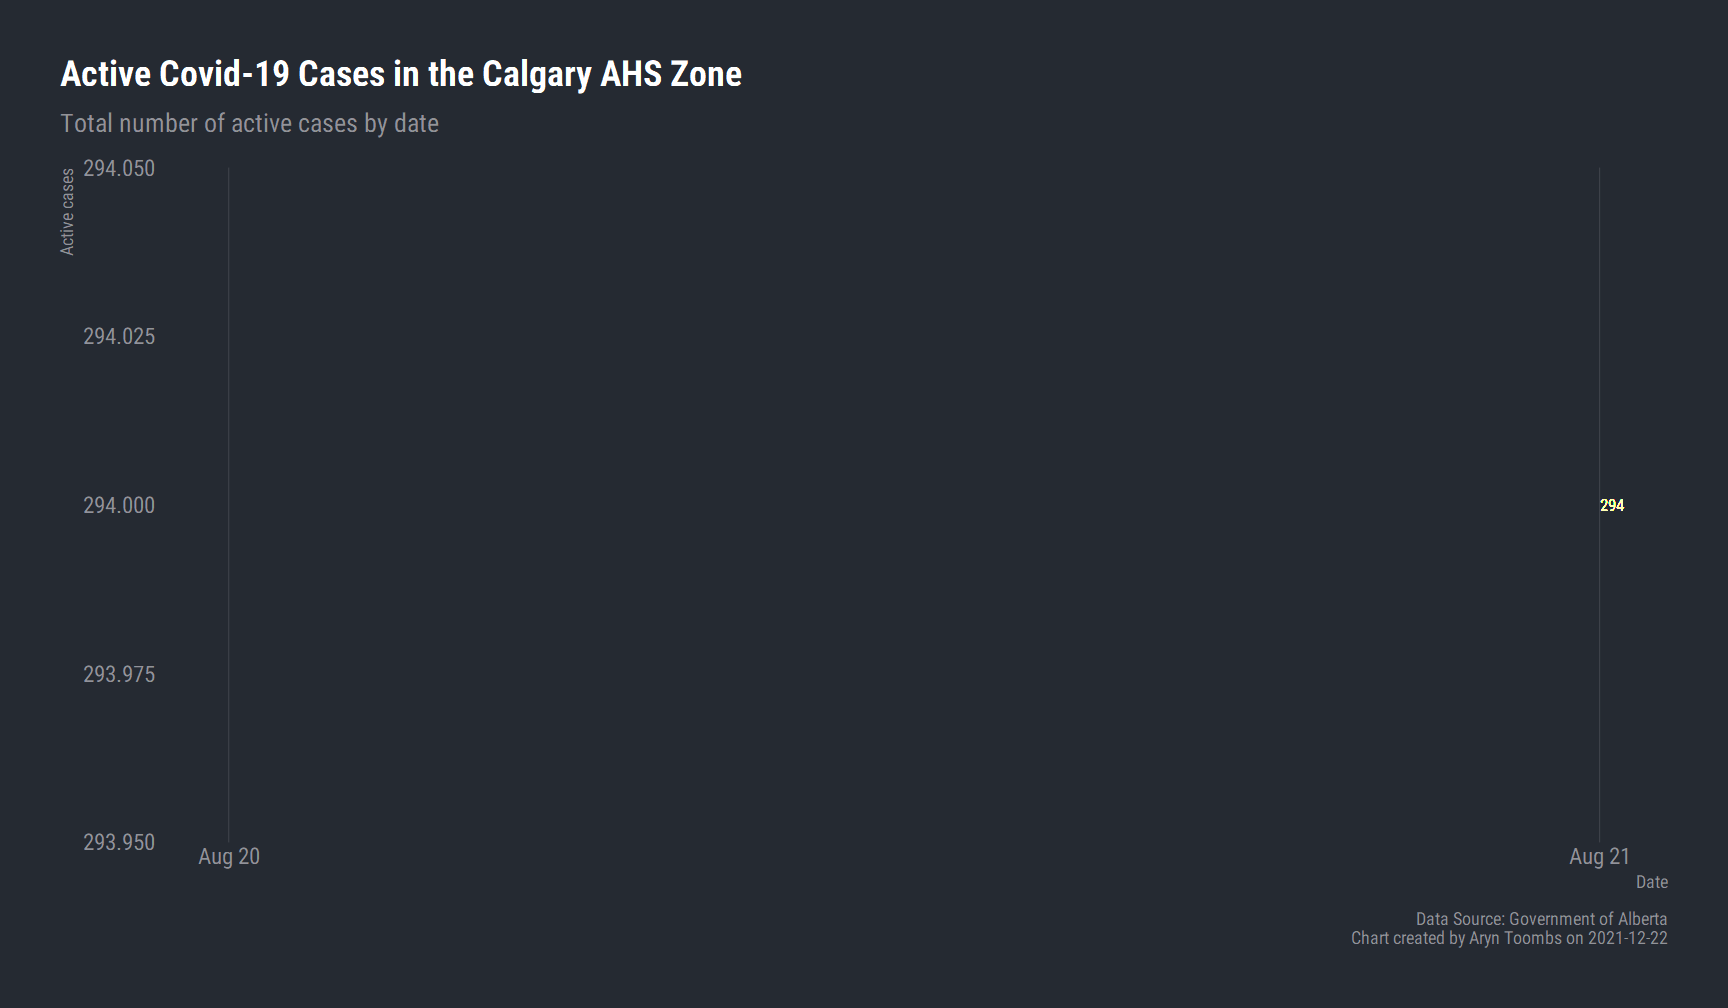 Active Covid-19 Cases in the Calgary AHS Zone
Total number of active cases by date
Active cases
294.050
294.025
294.000
294
293.975
293.950
Aug 20
Aug 21
Date
Data Source: Government of Alberta
Chart created by Aryn Toombs on 2021-12-22